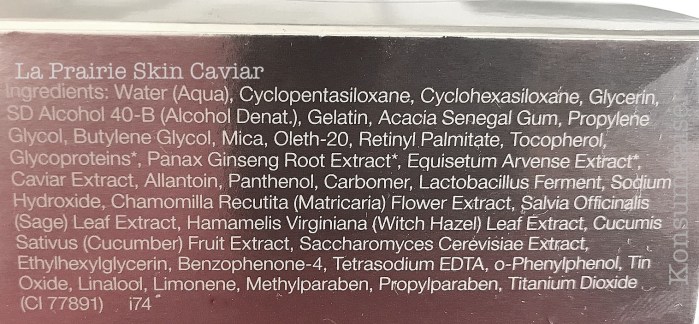 La Prairie Skin Caviar
Ingredients: Water (Aqua), Cyclopentasiloxane, Cyclohexasiloxane, Glycerin,
SD Alcohol 40-B (Alcohol Denat.), Gelatin, Acacia Senegal Gum, Propylene
Glycol, Butylene Glycol, Mica, Oleth-20, Retinyl Palmitate, Tocopherol,
Glycoproteins*, Panax Ginseng Root Extract*, Equisetum Arvense Extract*,
Caviar Extract, Allantoin, Panthenol, Carbomer, Lactobacillus Ferment, Sodium
Hydroxide, Chamomilla Recutita (Matricaria) Flower Extract, Salvia Officinalis
(Sage) Leaf Extract, Hamamelis Virginiana (Witch Hazel) Leaf Extract, Cucumis
Sativus (Cucumber) Fruit Extract, Saccharomyces Cerevisiae Extract,
Ethylhexylglycerin, Benzophenone-4, Tetrasodium EDTA, o-Phenylphenol, Tin
Oxide, Linalool, Limonene, Methylparaben, Propylparaben, Titanium Dioxide
(CI 77891) i74